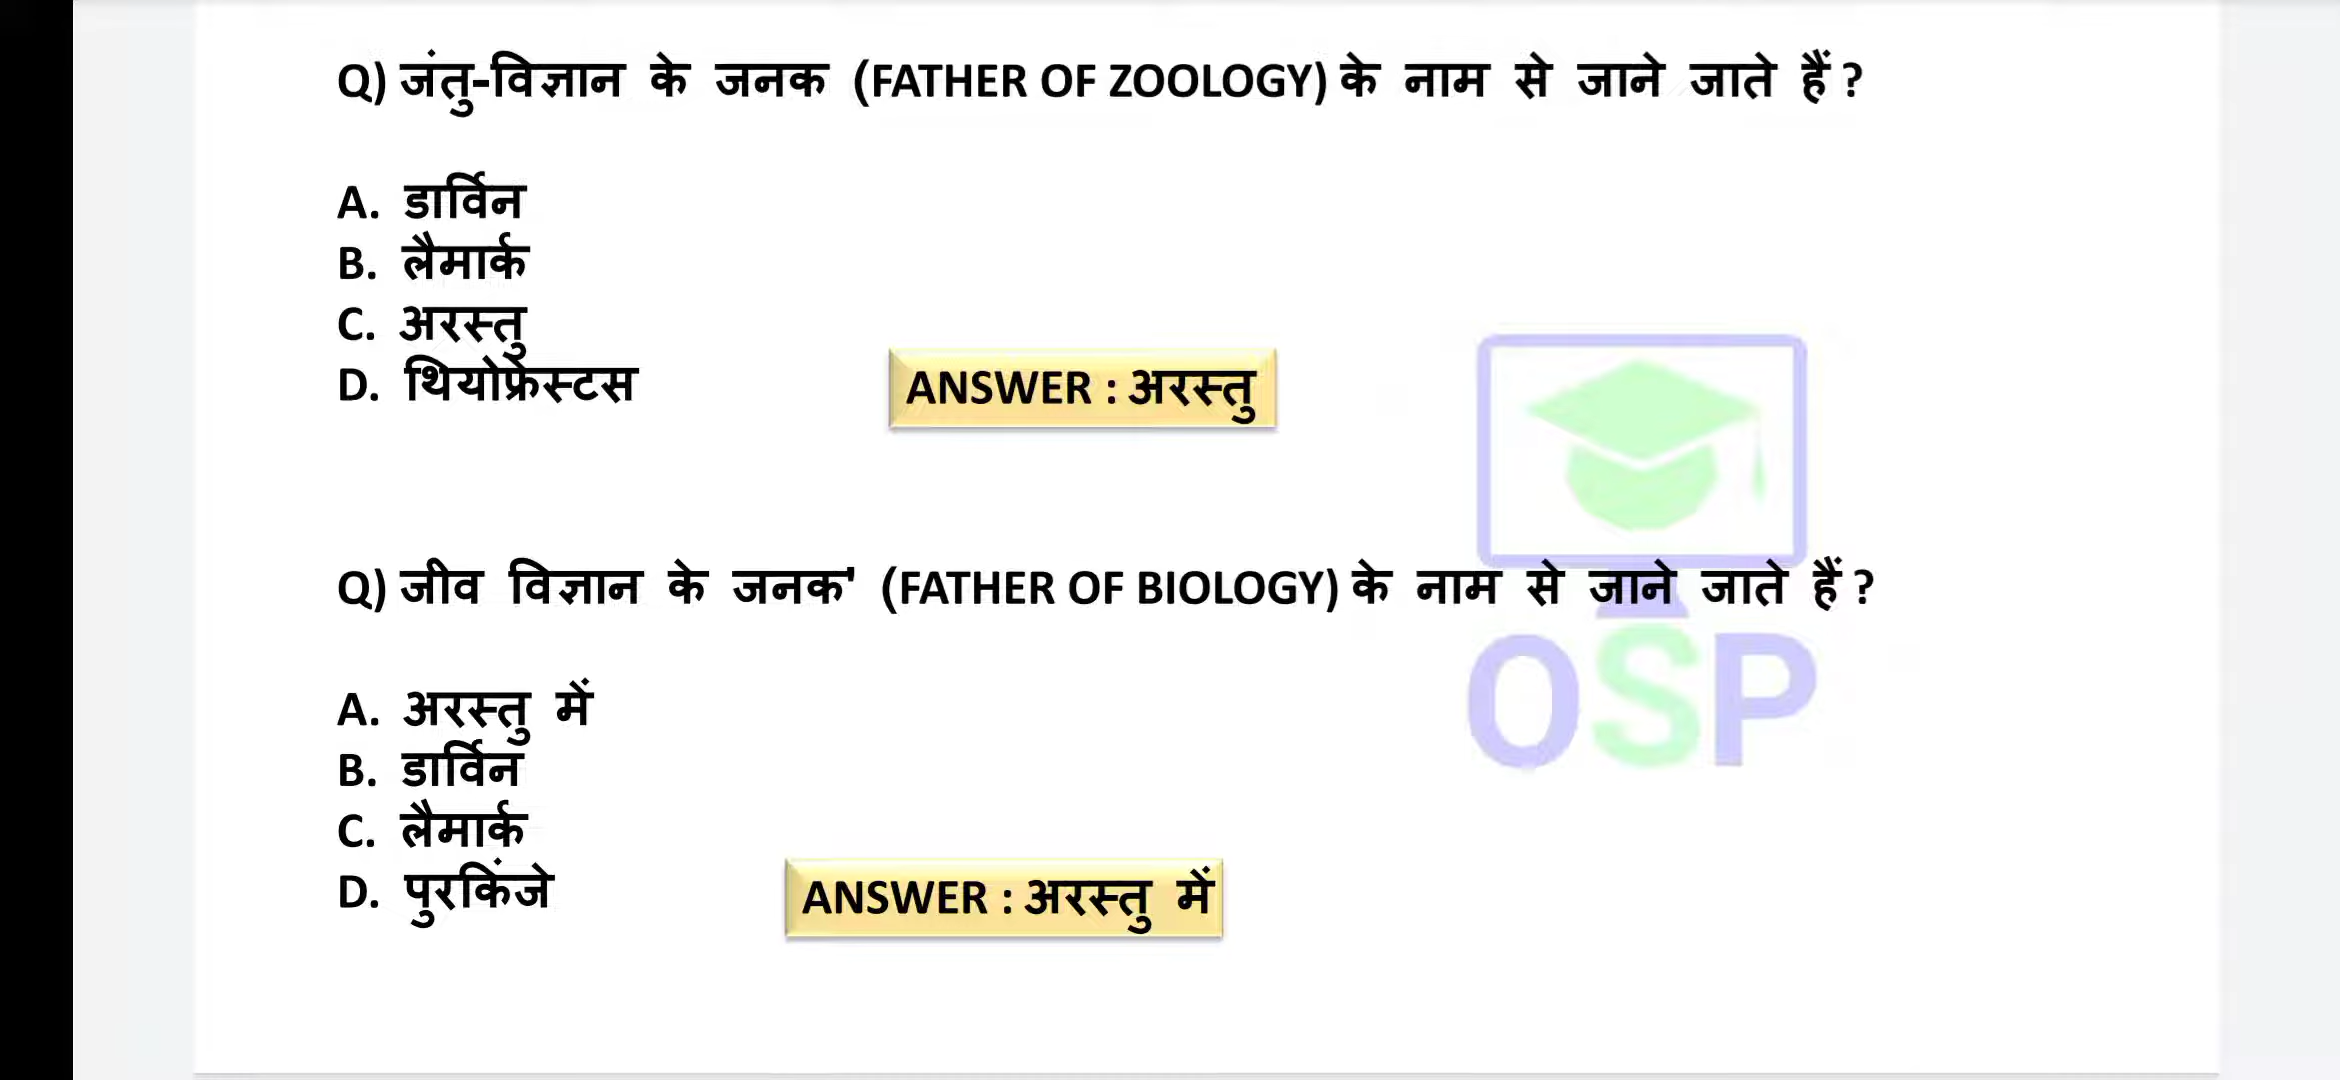 Q) जंतु-विज्ञान के जनक (FATHER OF ZOOLOGY) के नाम से जाने जाते हैं ?
A. डार्विन
B. लैमार्क
C. अरस्तु
D. थियोफ्रेस्टस
ANSWER : अरस्तु
Q) जीव विज्ञान के जनक' (FATHER OF BIOLOGY) के नाम से जाने जाते हैं ?
OSP
A. अरस्तु में
B. डार्विन
C. लैमार्क
D. पुरकिंजे
ANSWER : अरस्तु में